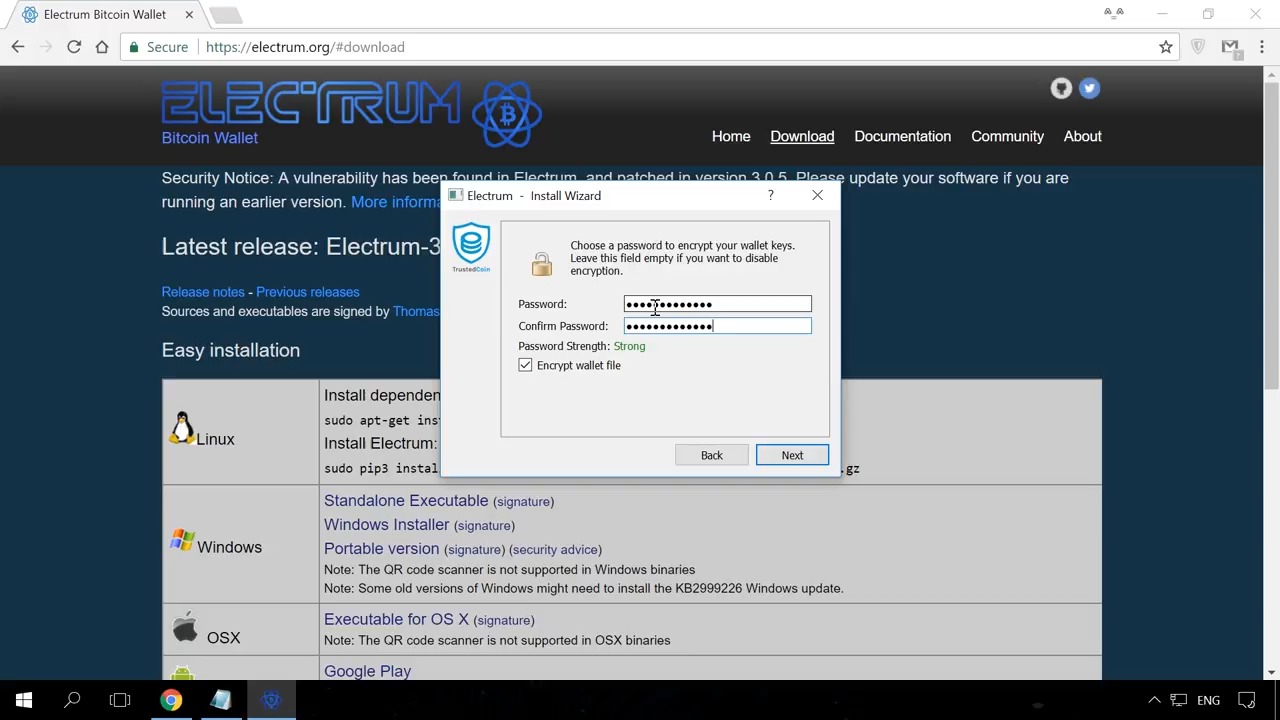 Electrum Bitcoin Wallet
Secure https://electrum.org/#download
7
ELECTRUM
Bitcoin Wallet
Home Download Documentation Community About
Security Notice: A vulnerability has been found in Electrum, and patched in version 3.0.5. Please update your software if you are
running an earlier version. More informa
Electrum - Install Wizard ?
TrustedCoin
Choose a password to encrypt your wallet keys.
Leave this field empty if you want to disable
encryption.
Password: ●●●●●●●●●●●●●
Confirm Password: ●●●●●●●●●●●●●
Password Strength: Strong
Encrypt wallet file
Back Next
Latest release: Electrum-3
Release notes - Previous releases
Sources and executables are signed by Thomas
Easy installation
Linux
Install dependen
sudo apt-get inst
Install Electrum:
sudo pip3 instal .gz
Windows
Standalone Executable (signature)
Windows Installer (signature)
Portable version (signature) (security advice)
Note: The QR code scanner is not supported in Windows binaries
Note: Some old versions of Windows might need to install the KB2999226 Windows update.
OSX
Executable for OS X (signature)
Note: The QR code scanner is not supported in OSX binaries
Google Play
ENG